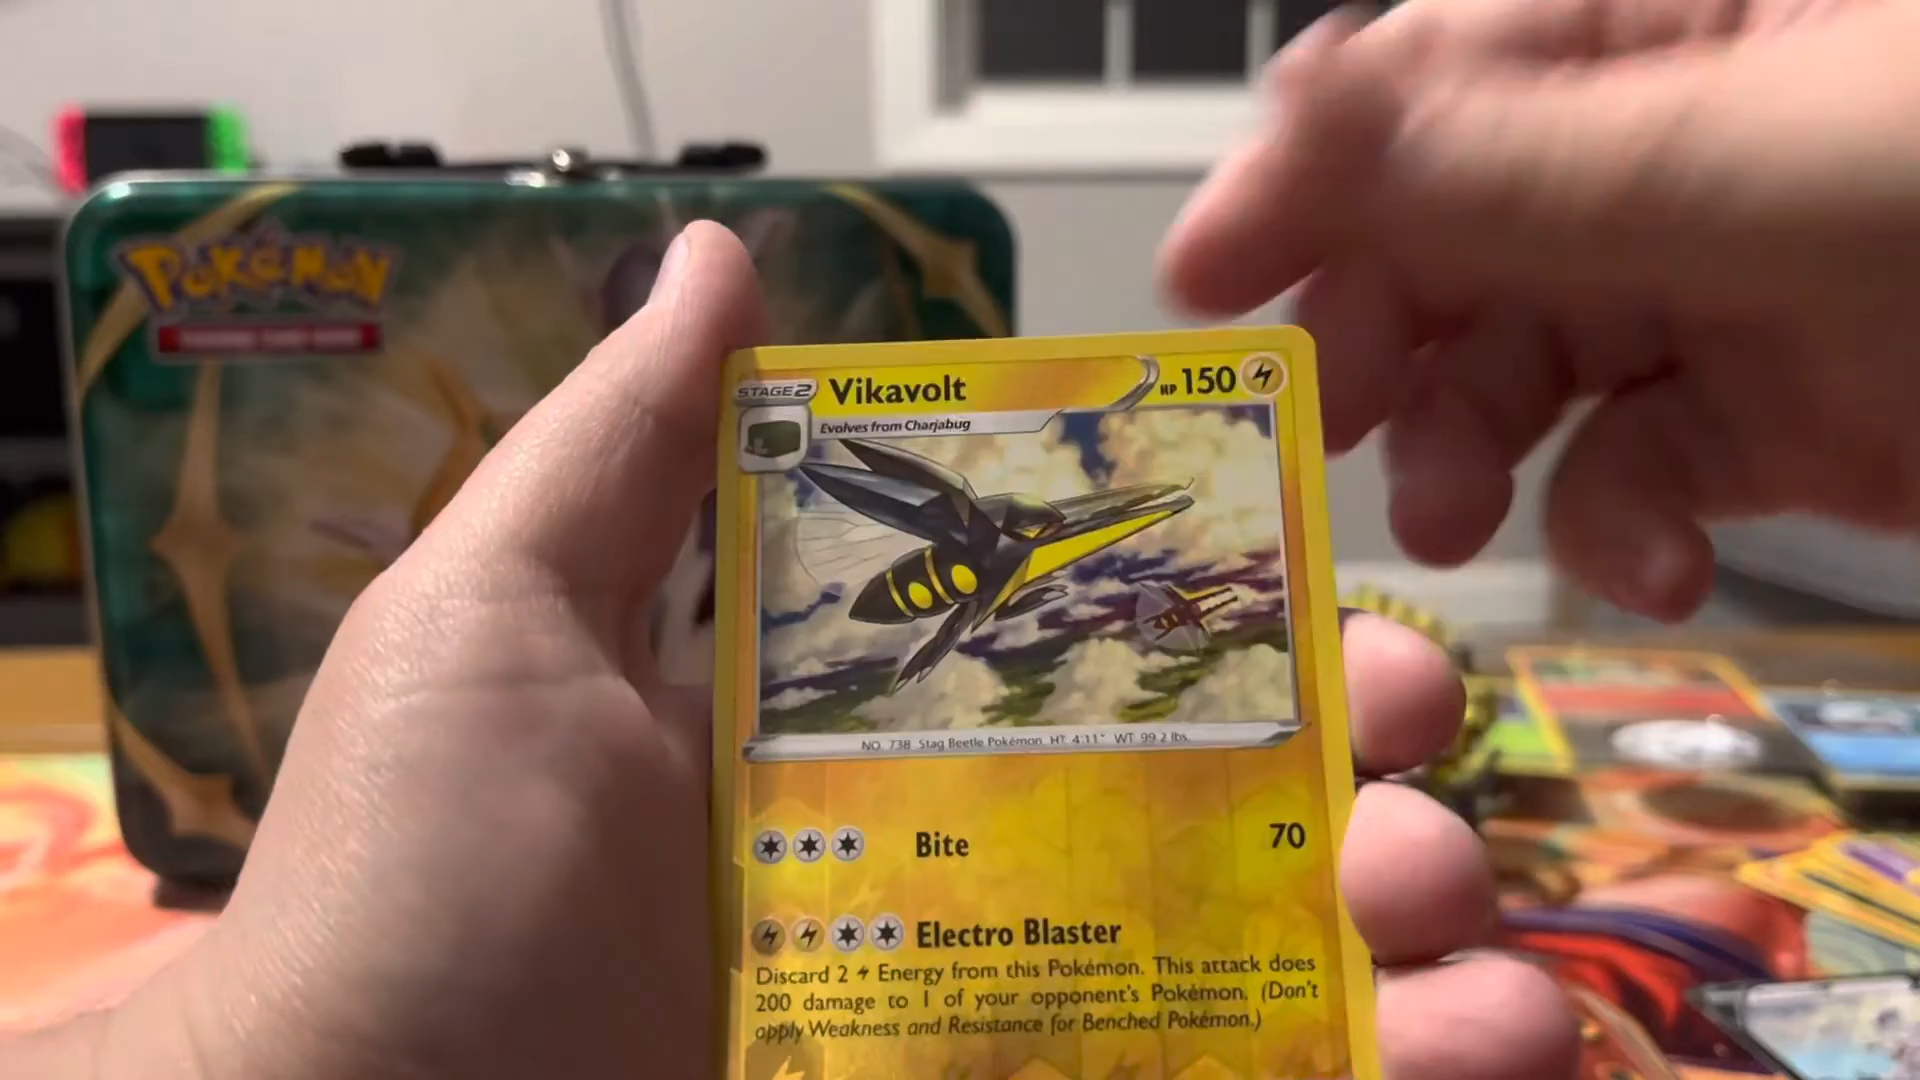 Pokémon
STAGE2 Vikavolt HP 150
Evolves from Charjabug
NO. 738 Stag Beetle Pokémon HT 4'11" WT 99.2 lbs.
Bite 70
Electro Blaster
Discard 2 Energy from this Pokémon. This attack does
200 damage to 1 of your opponent's Pokémon. (Don't
apply Weakness and Resistance for Benched Pokémon.)